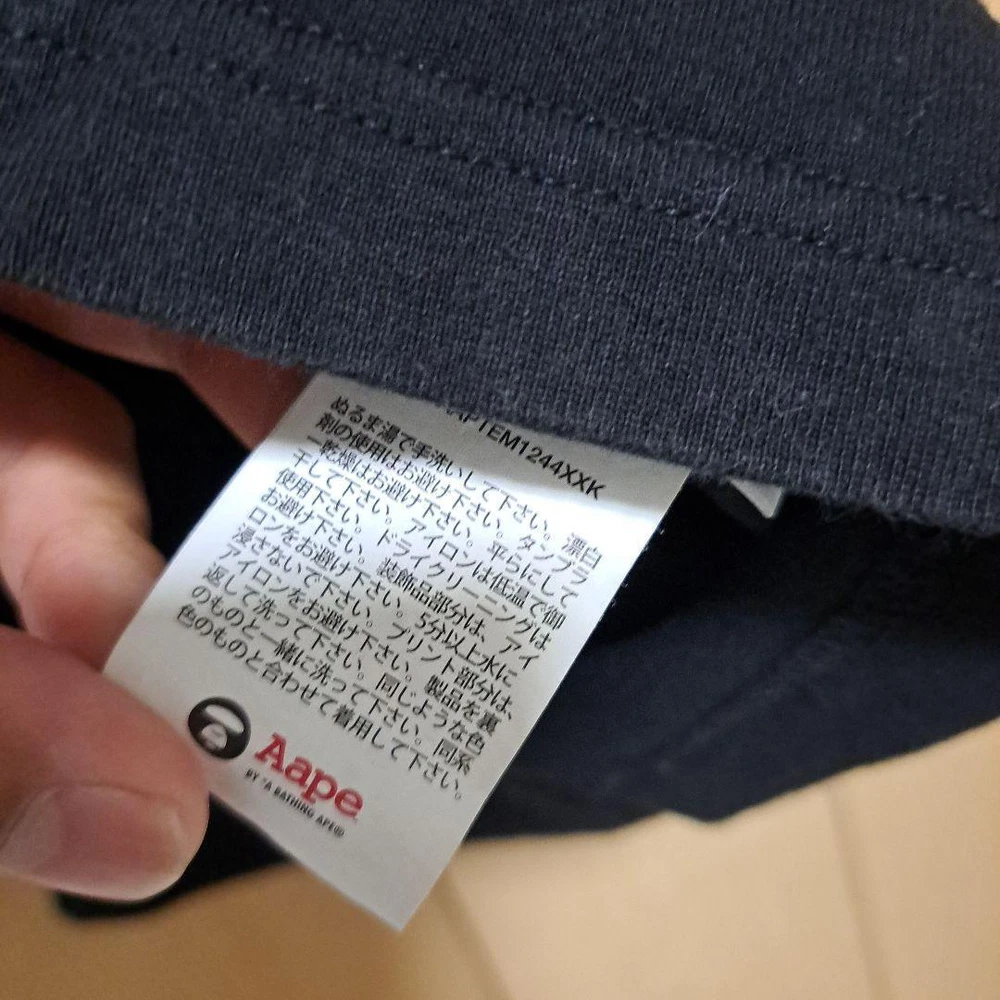 AAPTEM1244XXK
ぬるま湯で手洗いして下さい。漂白
剤の使用はお避け下さい。タンブラ
ー乾燥はお避け下さい。平らにして
干して下さい。アイロンは低温で御
使用下さい。ドライクリーニングは
お避け下さい。装飾品部分は、アイ
ロンをお避け下さい。5分以上水に
浸さないで下さい。プリント部分は、
アイロンをお避け下さい。製品を裏
返して洗って下さい。同じような色
のものと一緒に洗って下さい。同系
色のものと合わせて着用して下さい。
Aape
BY *A BATHING APE®